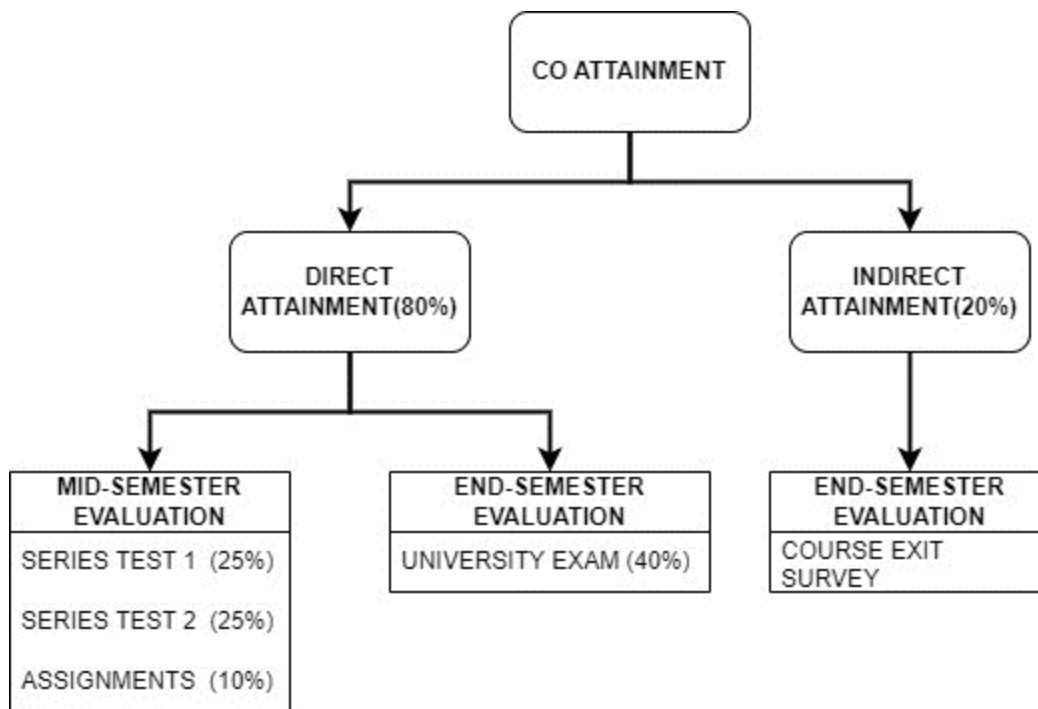 CO ATTAINMENT
DIRECT
ATTAINMENT(80%)
INDIRECT
ATTAINMENT(20%)
MID-SEMESTER
EVALUATION
SERIES TEST 1 (25%)
SERIES TEST 2 (25%)
ASSIGNMENTS (10%)
END-SEMESTER
EVALUATION
UNIVERSITY EXAM (40%)
END-SEMESTER
EVALUATION
COURSE EXIT
SURVEY